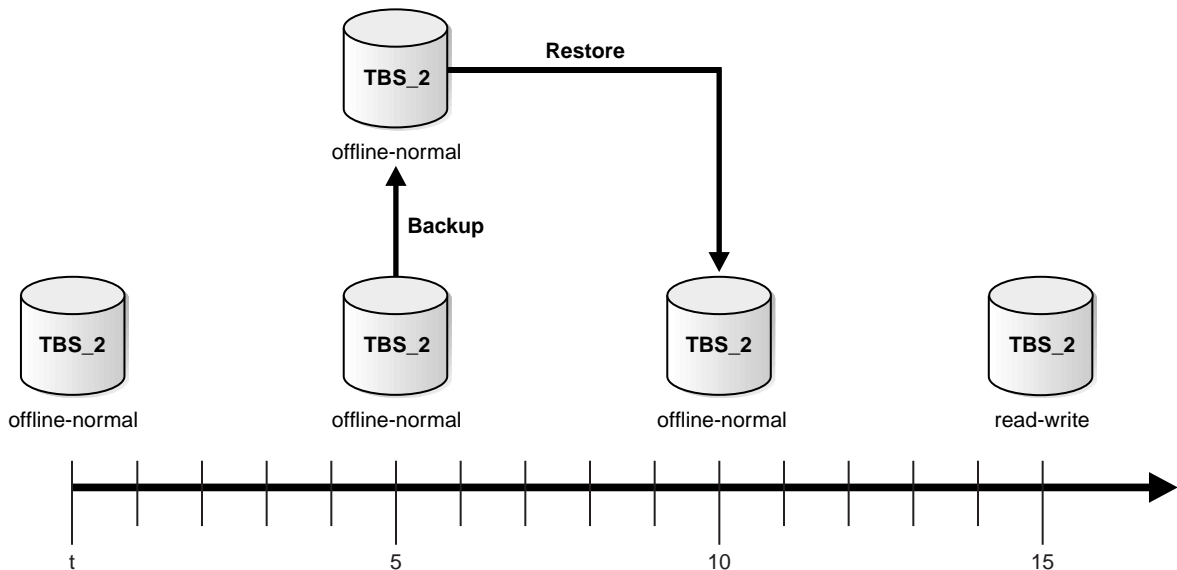 TBS_2
offline-normal
Restore
Backup
TBS_2
offline-normal
TBS_2
offline-normal
TBS_2
offline-normal
TBS_2
read-write
t
5
10
15